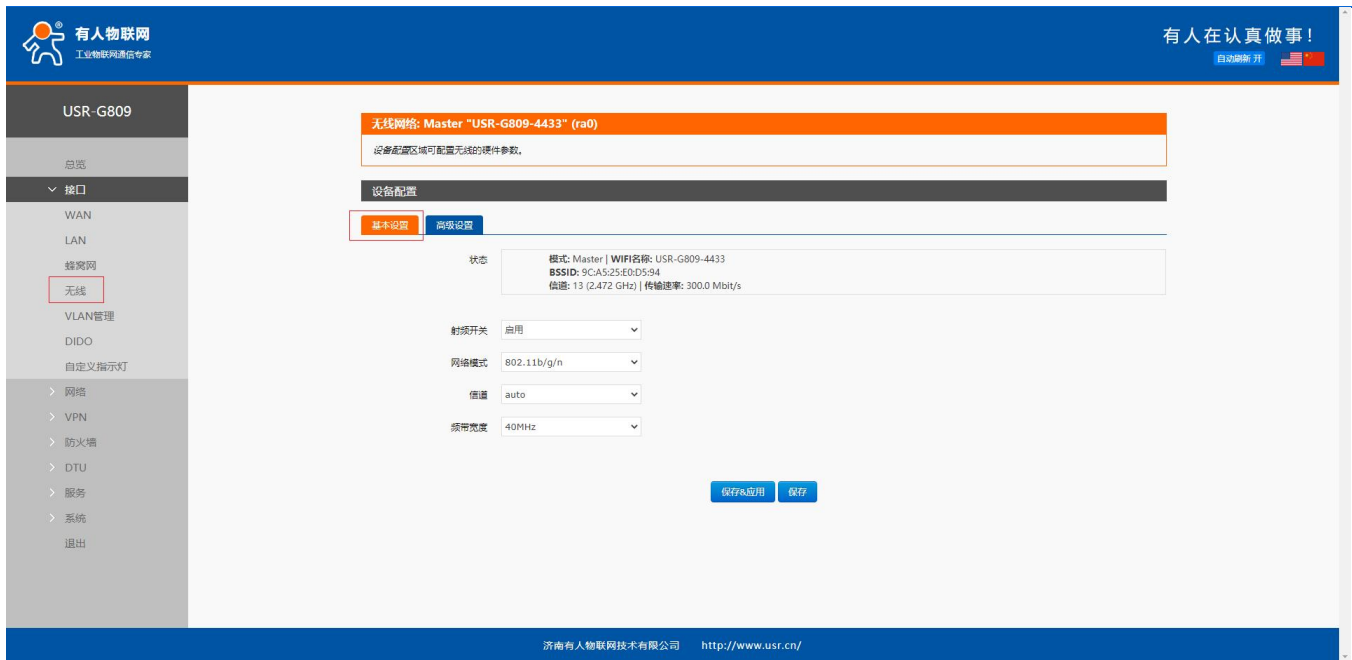 有人物联网
工业物联网通信专家
有人在认真做事!
自动刷新 开
USR-G809
总览
接口
WAN
LAN
蜂窝网
无线
VLAN管理
DIDO
自定义指示灯
网络
VPN
防火墙
DTU
服务
系统
退出
无线网络: Master "USR-G809-4433" (ra0)
设备配置区域可配置无线的硬件参数。
设备配置
基本设置 高级设置
状态
模式: Master | WIFI名称: USR-G809-4433
BSSID: 9C:A5:25:E0:D5:94
信道: 13 (2.472 GHz) | 传输速率: 300.0 Mbit/s
射频开关 启用
网络模式 802.11b/g/n
信道 auto
频带宽度 40MHz
保存&应用 保存
济南有人物联网技术有限公司 http://www.usr.cn/